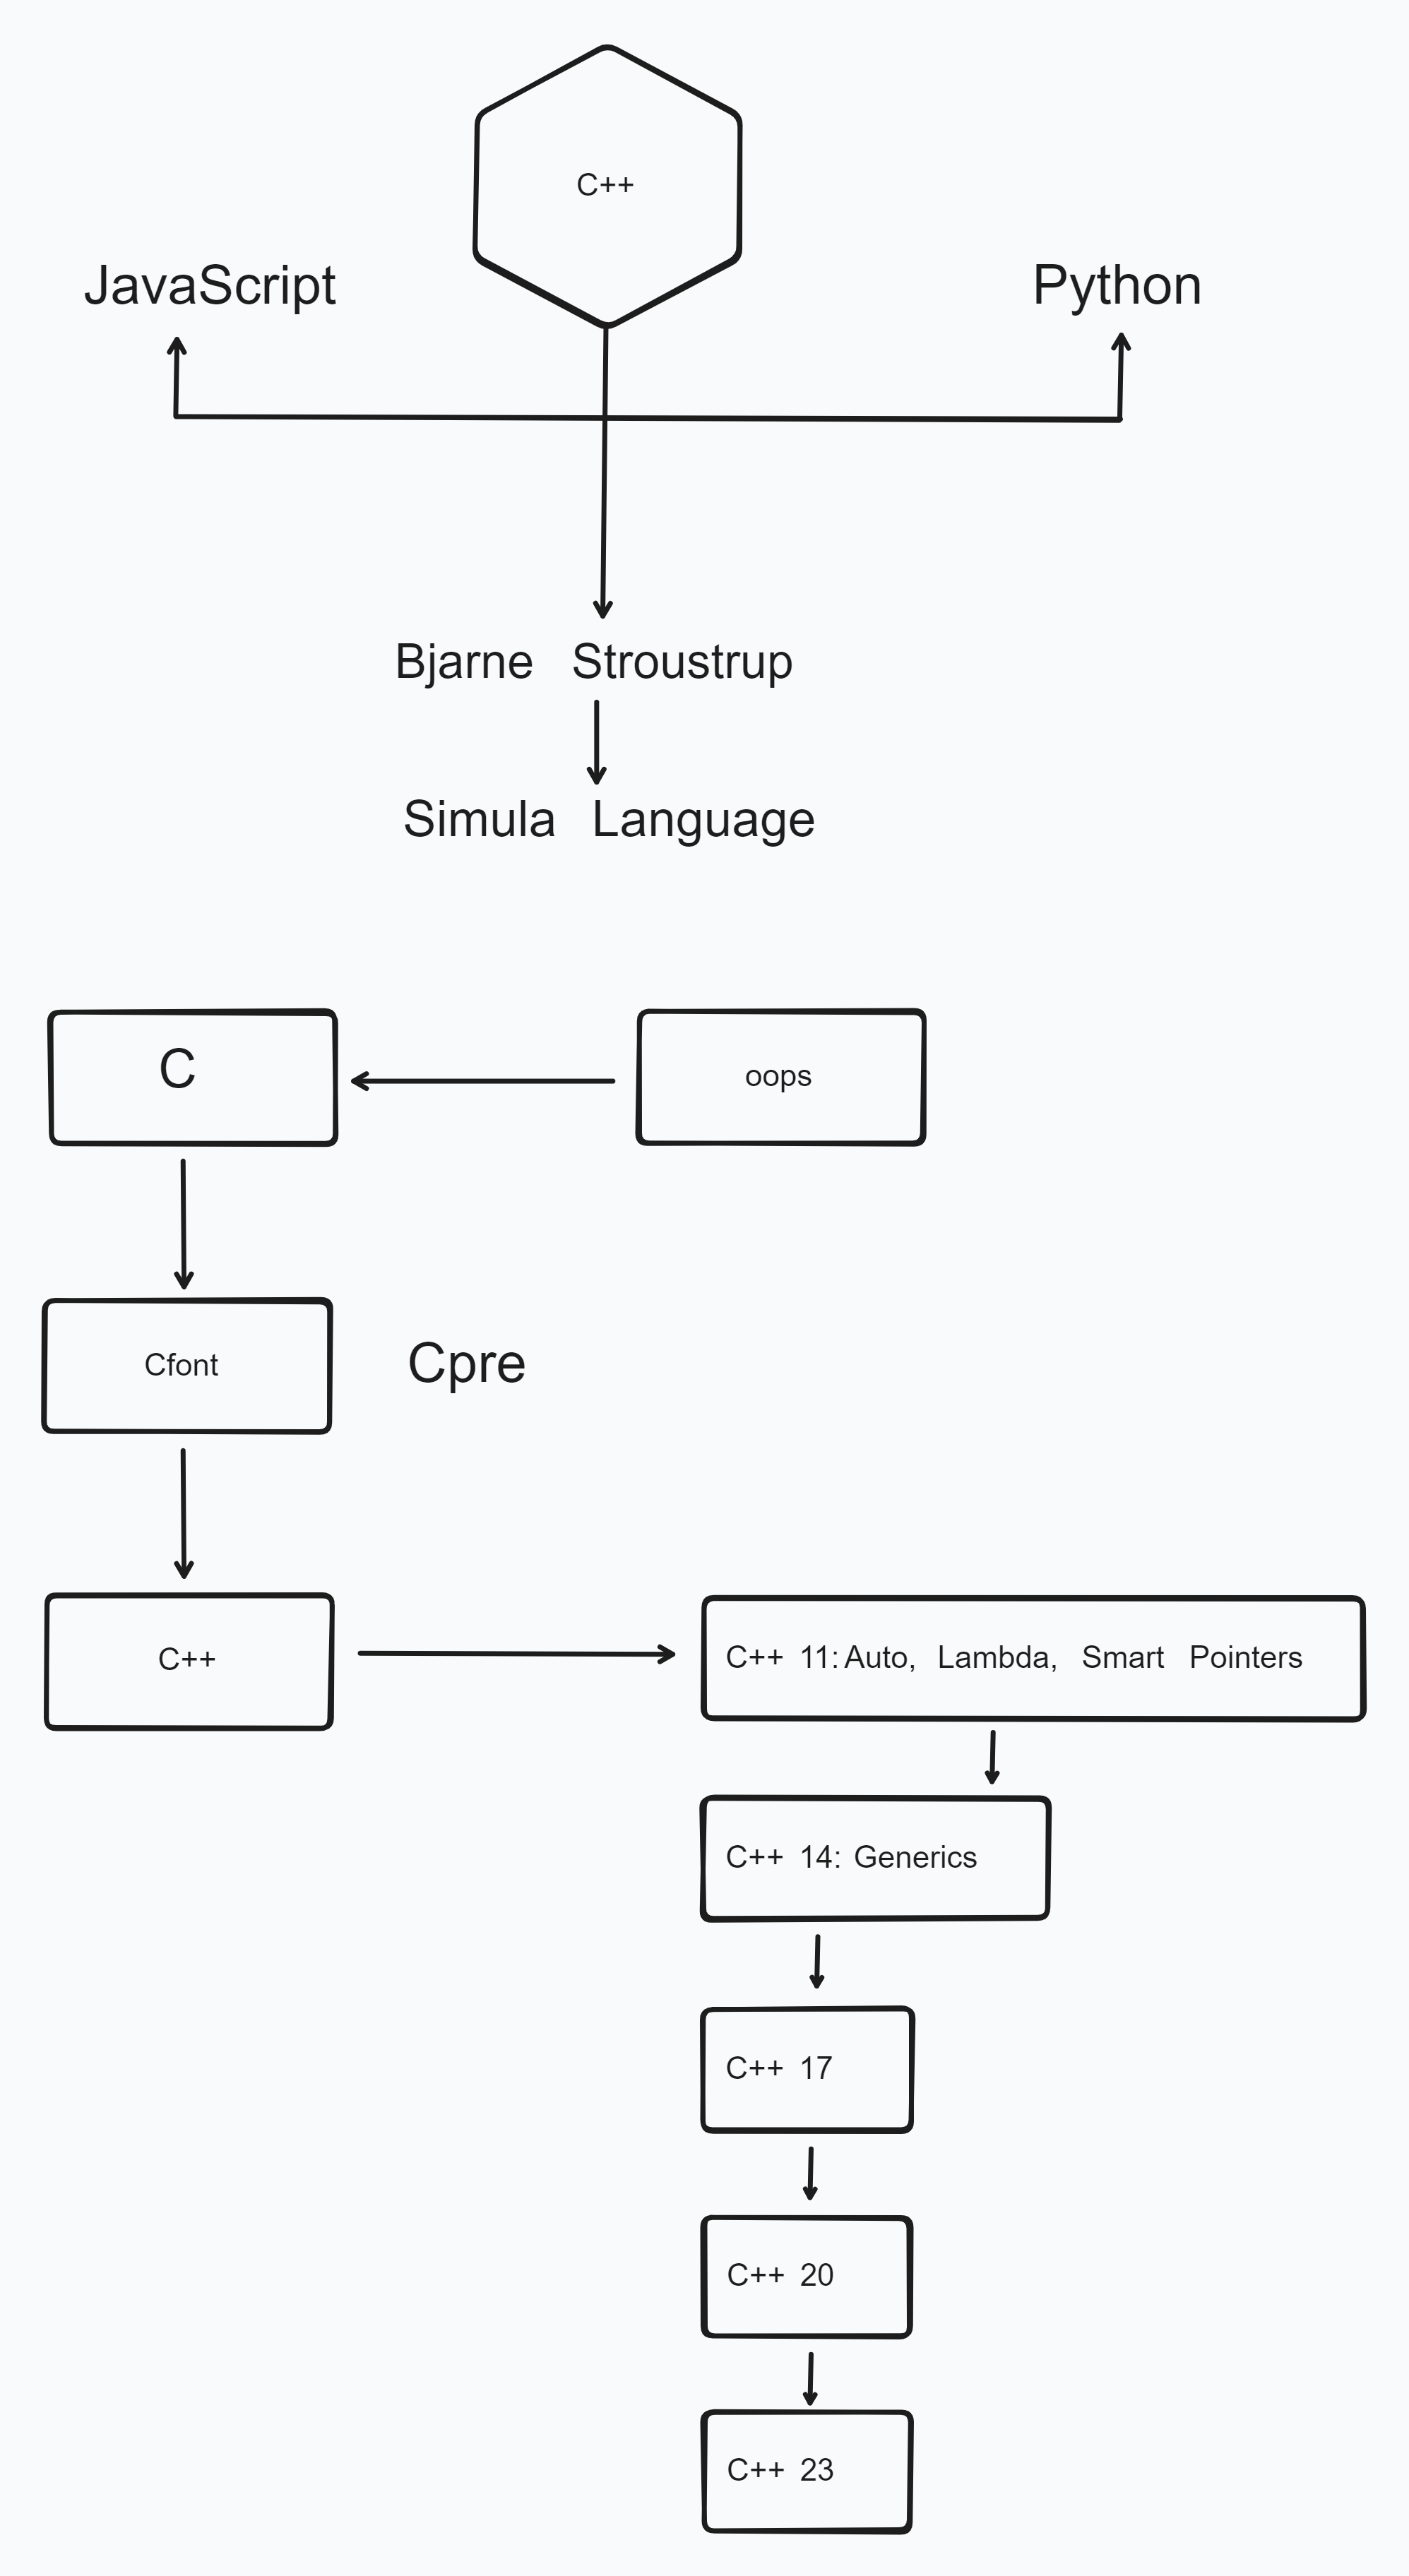 C++
JavaScript
Python
Bjarne Stroustrup
Simula Language
C
oops
Cfont
Cpre
C++
C++ 11: Auto, Lambda, Smart Pointers
C++ 14: Generics
C++ 17
C++ 20
C++ 23